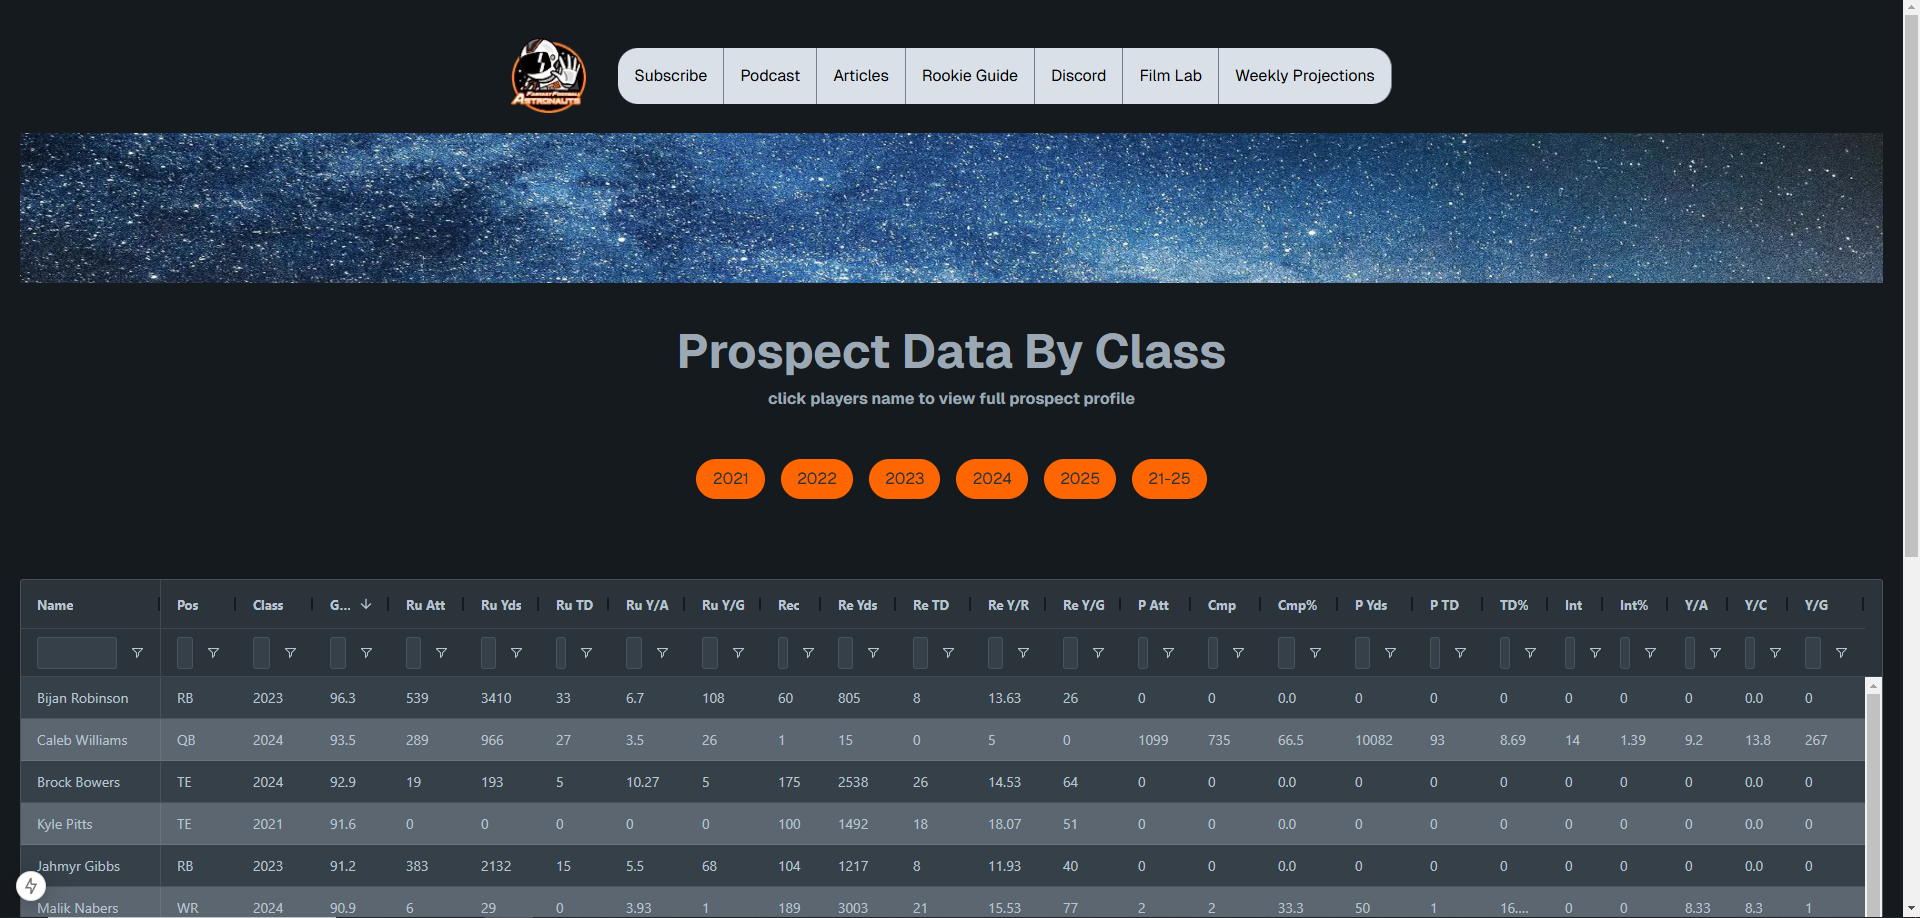 FANTASY FOOTBALL
ASTRONAUTS
Subscribe Podcast Articles Rookie Guide Discord Film Lab Weekly Projections
Prospect Data By Class
click players name to view full prospect profile
2021 2022 2023 2024 2025 21-25
Name Pos Class G... Ru Att Ru Yds Ru TD Ru Y/A Ru Y/G Rec Re Yds Re TD Re Y/R Re Y/G P Att Cmp Cmp% P Yds P TD TD% Int Int% Y/A Y/C Y/G
Bijan Robinson RB 2023 96.3 539 3410 33 6.7 108 60 805 8 13.63 26 0 0 0.0 0 0 0 0 0 0 0.0 0
Caleb Williams QB 2024 93.5 289 966 27 3.5 26 1 15 0 5 0 1099 735 66.5 10082 93 8.69 14 1.39 9.2 13.8 267
Brock Bowers TE 2024 92.9 19 193 5 10.27 5 175 2538 26 14.53 64 0 0 0.0 0 0 0 0 0 0 0.0 0
Kyle Pitts TE 2021 91.6 0 0 0 0 0 100 1492 18 18.07 51 0 0 0.0 0 0 0 0 0 0 0.0 0
Jahmyr Gibbs RB 2023 91.2 383 2132 15 5.5 68 104 1217 8 11.93 40 0 0 0.0 0 0 0 0 0 0 0.0 0
Malik Nabers WR 2024 90.9 6 29 0 3.93 1 189 3003 21 15.53 77 2 2 33.3 50 1 16.... 0 0 8.33 8.3 1